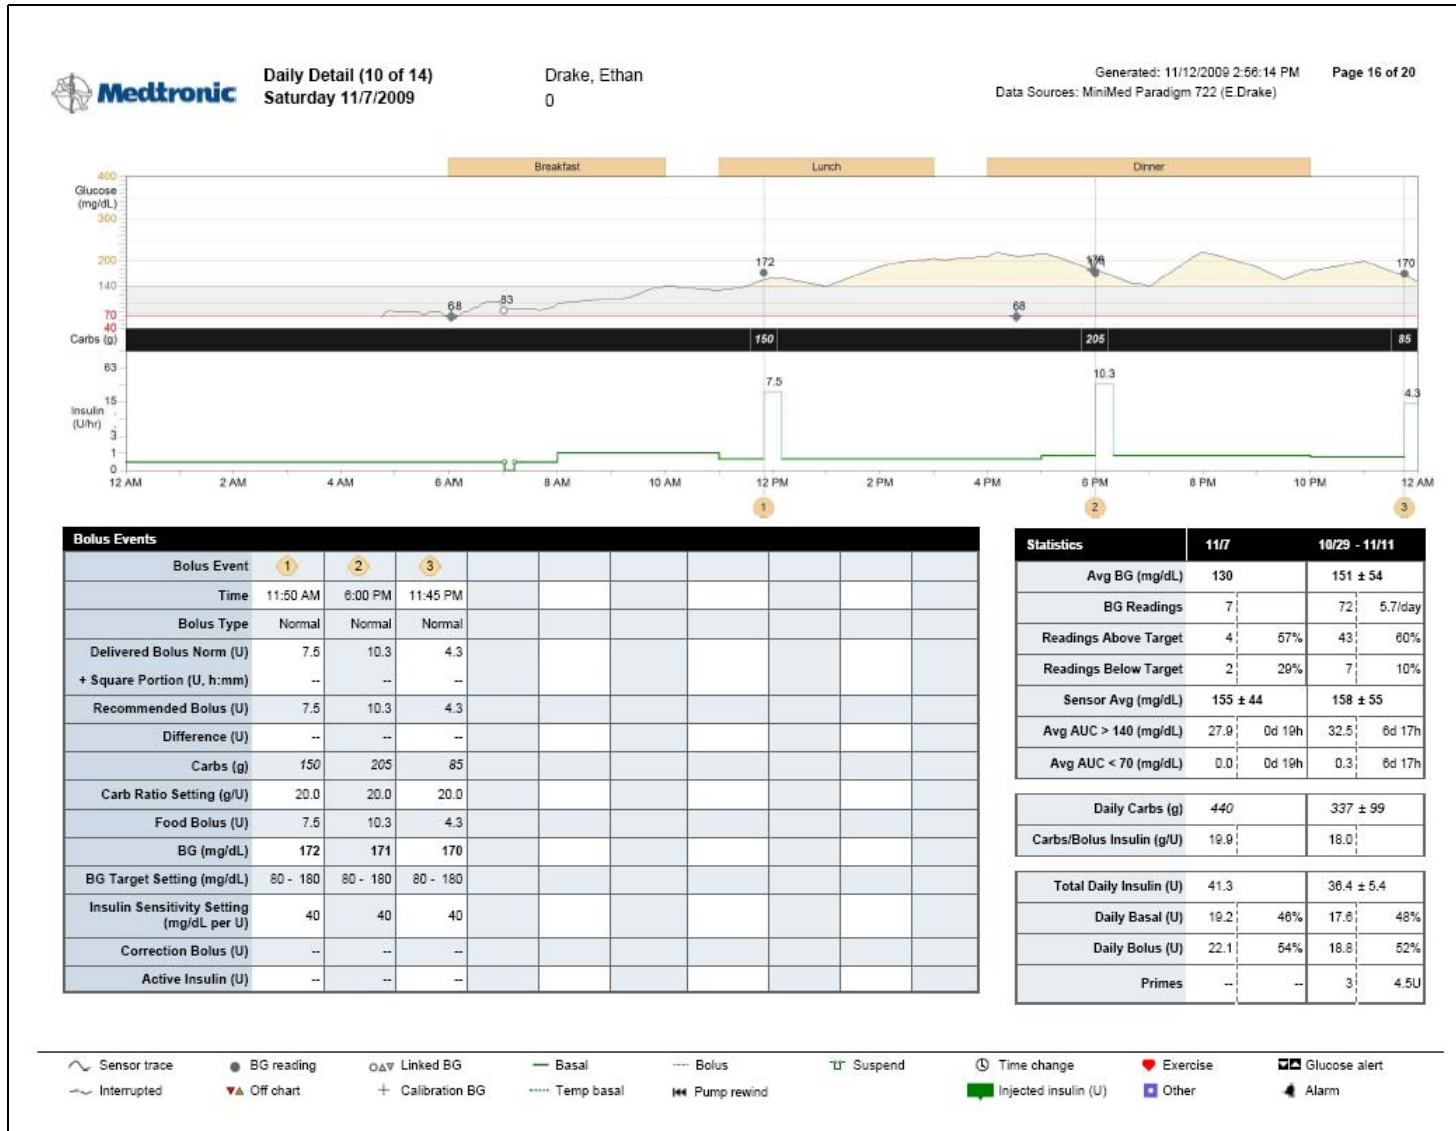 Medtronic
Daily Detail (10 of 14)
Saturday 11/7/2009
Drake, Ethan
0
Generated: 11/12/2009 2:56:14 PM Page 16 of 20
Data Sources: MiniMed Paradigm 722 (E.Drake)
Breakfast Lunch Dinner
400
Glucose
(mg/dL)
300
200
140
70
40
68 83 172 68 170
Carbs (g) 150 205 85
63
15
Insulin
(U/hr)
3
1
0
7.5 10.3 4.3
12 AM 2 AM 4 AM 6 AM 8 AM 10 AM 12 PM 2 PM 4 PM 6 PM 8 PM 10 PM 12 AM
1 2 3
Bolus Events
Bolus Event 1 2 3
Time 11:50 AM 6:00 PM 11:45 PM
Bolus Type Normal Normal Normal
Delivered Bolus Norm (U) 7.5 10.3 4.3
+ Square Portion (U, h:mm) -- -- --
Recommended Bolus (U) 7.5 10.3 4.3
Difference (U) -- -- --
Carbs (g) 150 205 85
Carb Ratio Setting (g/U) 20.0 20.0 20.0
Food Bolus (U) 7.5 10.3 4.3
BG (mg/dL) 172 171 170
BG Target Setting (mg/dL) 80 - 180 80 - 180 80 - 180
Insulin Sensitivity Setting
(mg/dL per U) 40 40 40
Correction Bolus (U) -- -- --
Active Insulin (U) -- -- --
Statistics 11/7 10/29 - 11/11
Avg BG (mg/dL) 130 151 ± 54
BG Readings 7 72 5.7/day
Readings Above Target 4 57% 43 60%
Readings Below Target 2 29% 7 10%
Sensor Avg (mg/dL) 155 ± 44 158 ± 55
Avg AUC > 140 (mg/dL) 27.9 0d 19h 32.5 6d 17h
Avg AUC < 70 (mg/dL) 0.0 0d 19h 0.3 6d 17h
Daily Carbs (g) 440 337 ± 99
Carbs/Bolus Insulin (g/U) 19.9 18.0
Total Daily Insulin (U) 41.3 36.4 ± 5.4
Daily Basal (U) 19.2 46% 17.6 48%
Daily Bolus (U) 22.1 54% 18.8 52%
Primes -- -- 3 4.5U
Sensor trace BG reading Linked BG Basal Bolus Suspend Time change Exercise Glucose alert
Interrupted Off chart Calibration BG Temp basal Pump rewind Injected insulin (U) Other Alarm